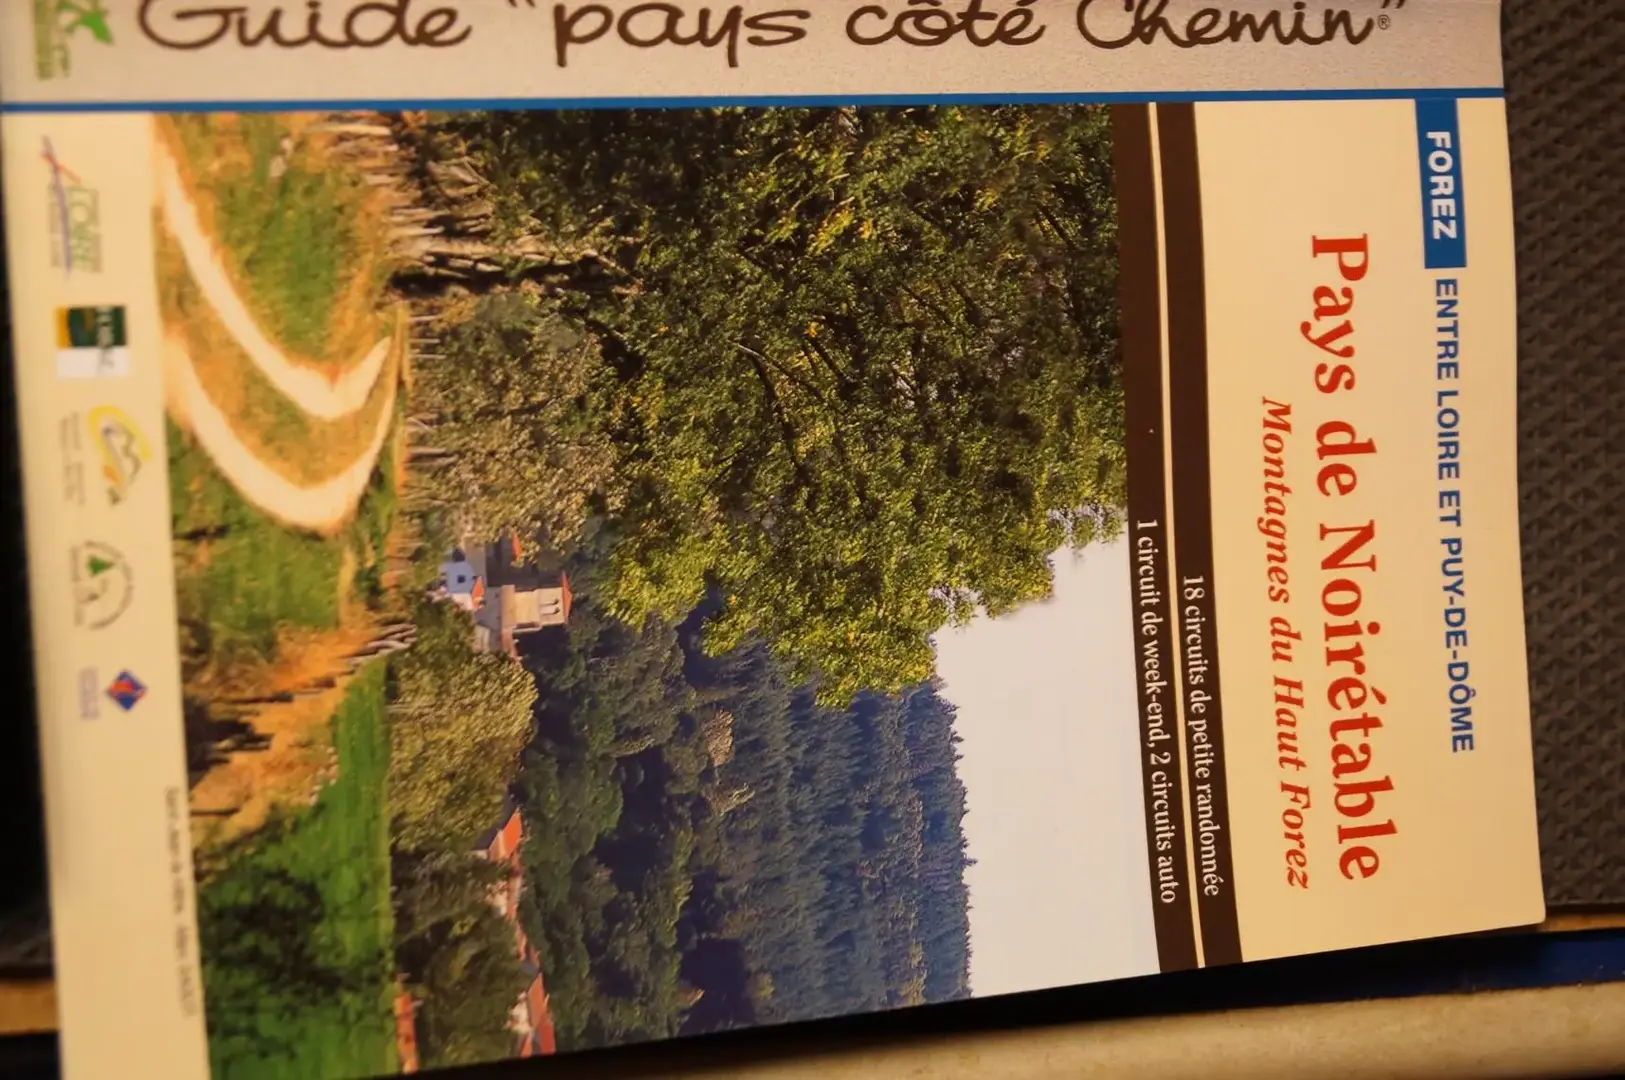 Guide "pays côté Chemin"®
FOREZ ENTRE LOIRE ET PUY-DE-DÔME
Pays de Noirétable
Montagnes du Haut Forez
18 circuits de petite randonnée
1 circuit de week-end, 2 circuits auto
LOIRE